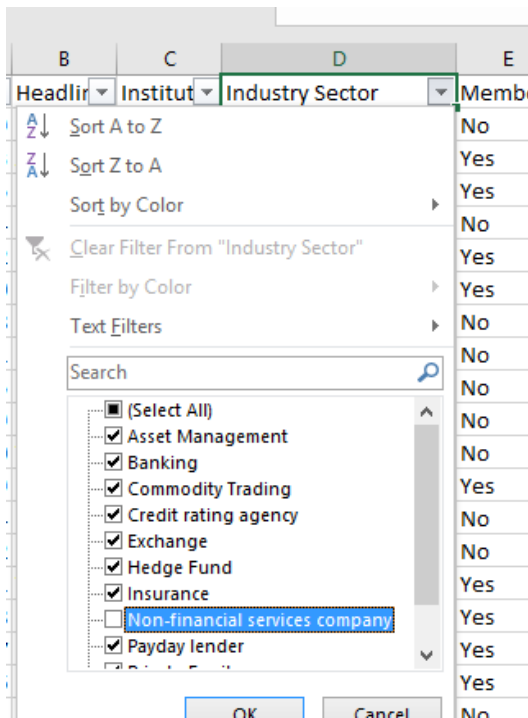 B C D E
Headlir Institut Industry Sector Memb
Sort A to Z
No
Sort Z to A
Yes
Sort by Color
Yes
No
Clear Filter From "Industry Sector"
Yes
Filter by Color
Yes
Text Filters
No
No
Search
No
(Select All)
No
Asset Management
Banking
No
Commodity Trading
Yes
Credit rating agency
No
Exchange
No
Hedge Fund
Insurance
Yes
Non-financial services company
Yes
Payday lender
Yes
Yes
OK Cancel No